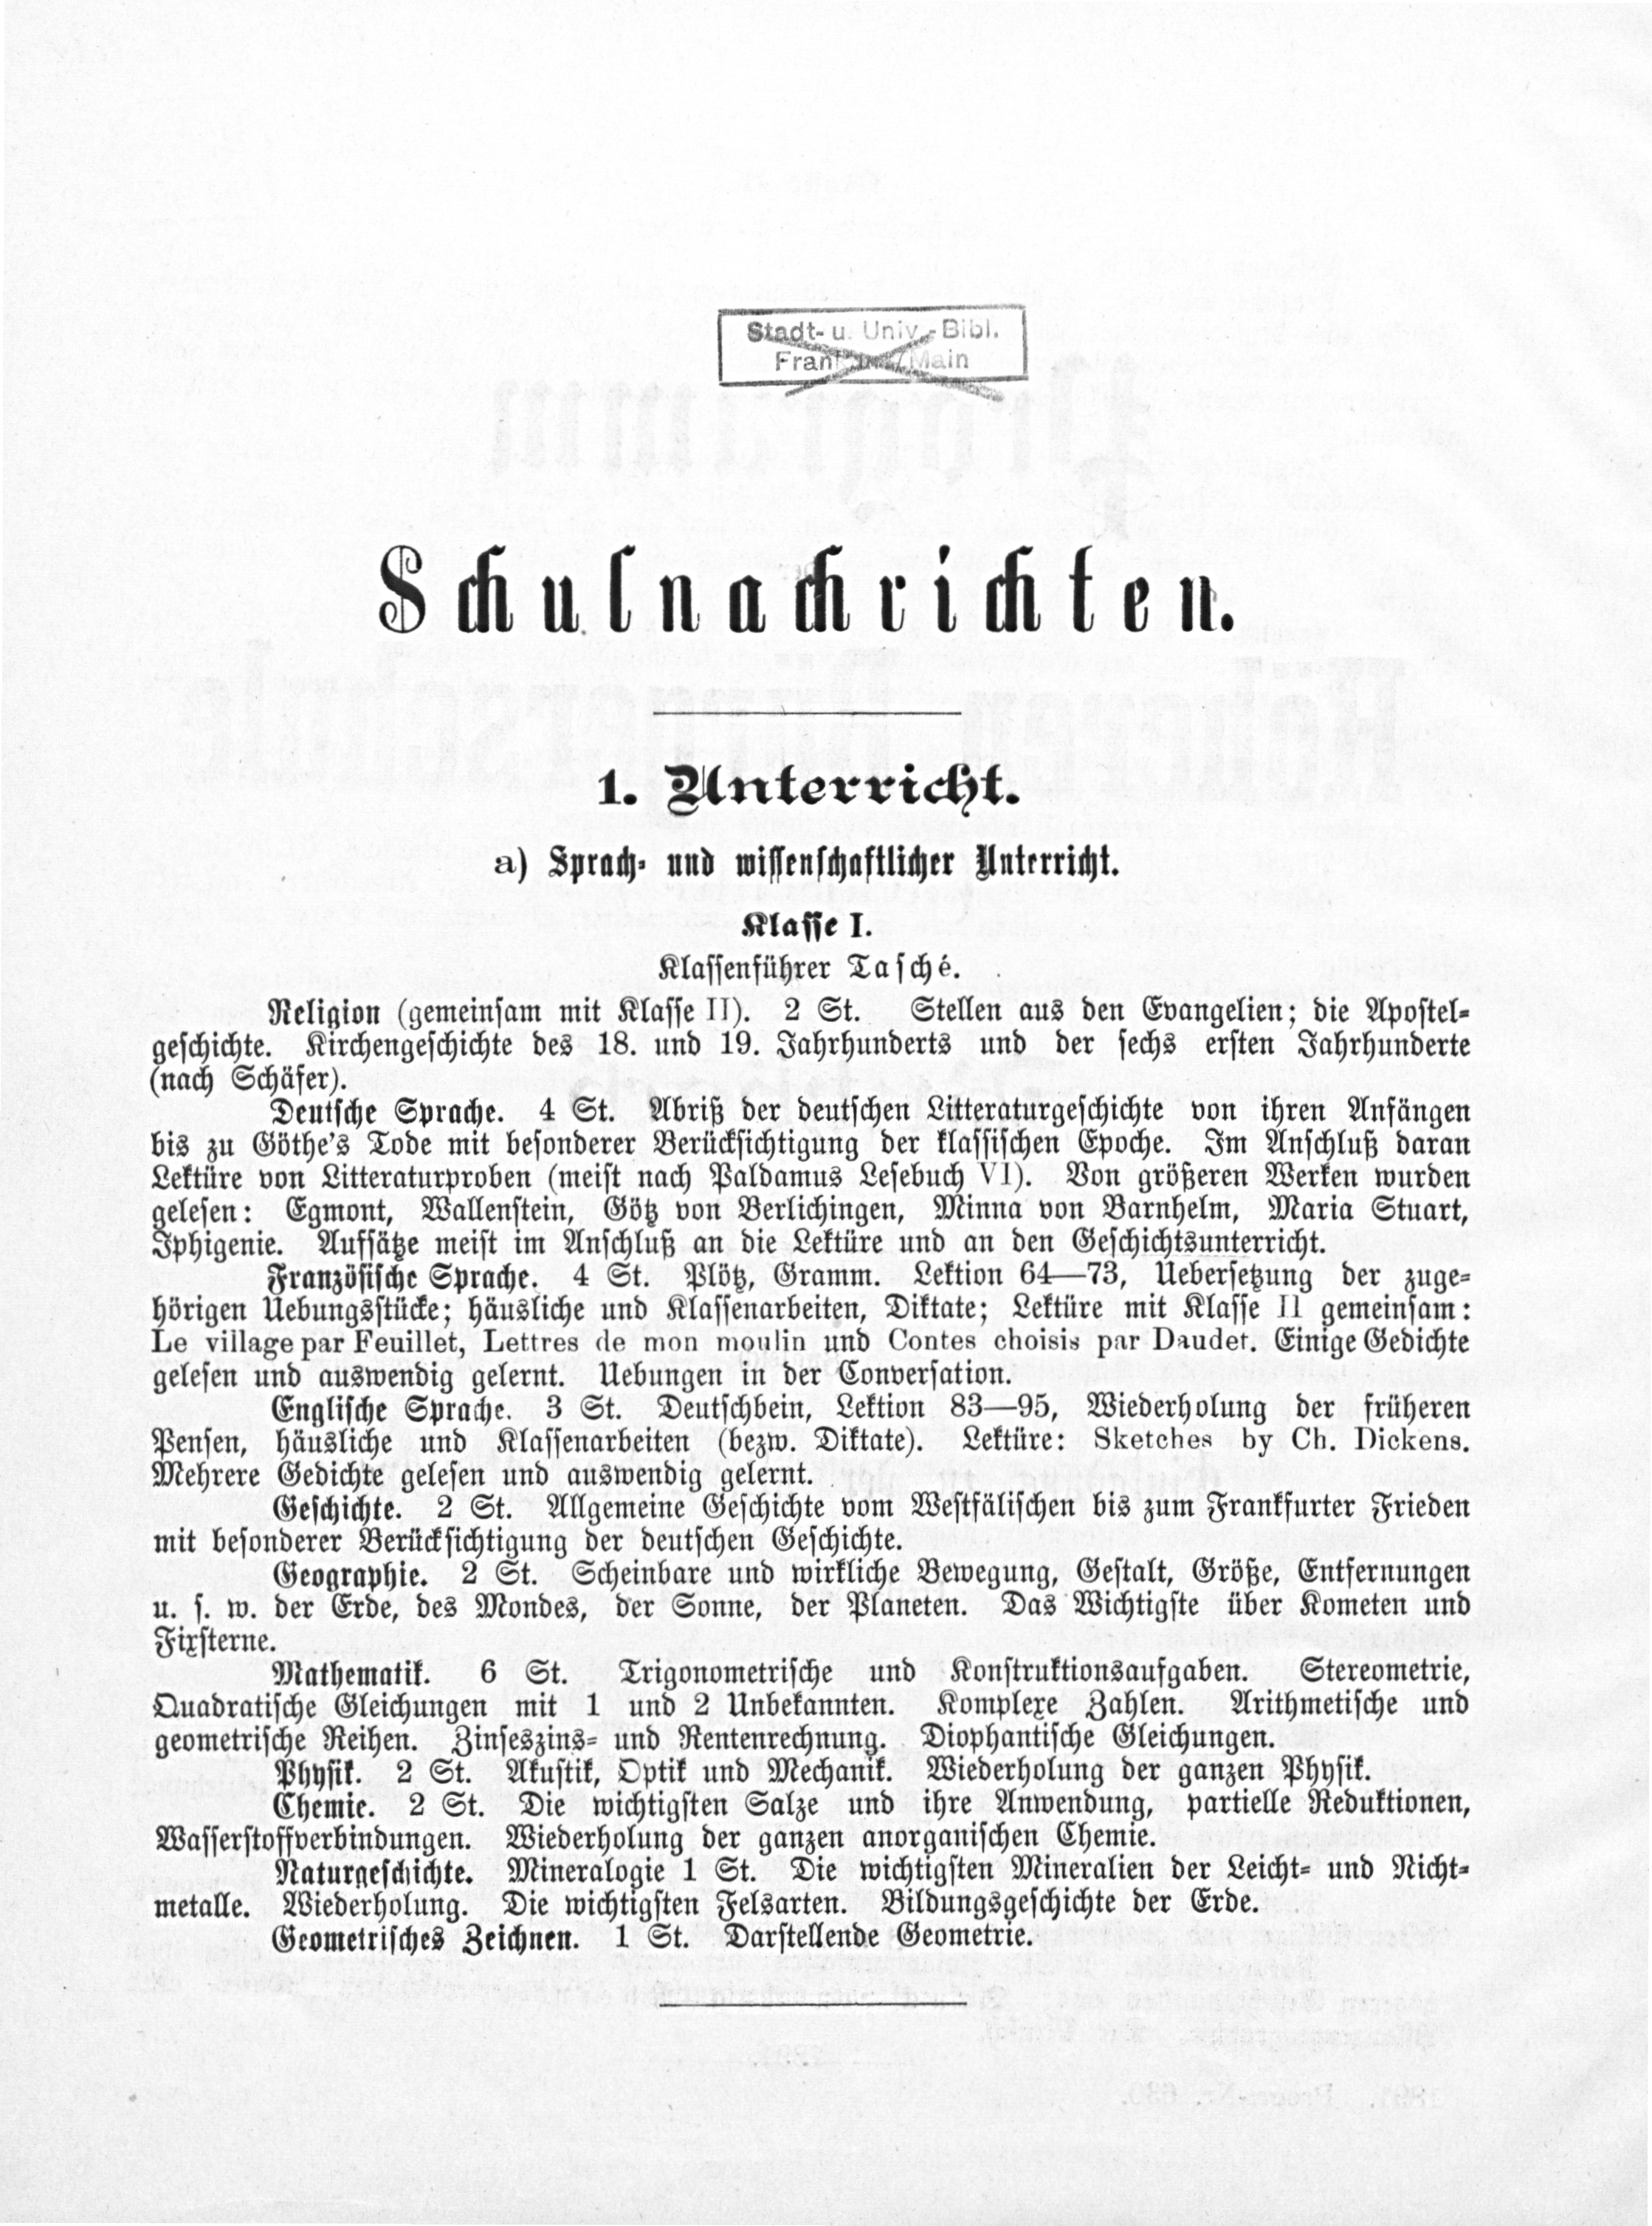 Stadt- u. Univ.-Bibl.
Frankfurt/Main
Schulnachrichten.
1. Unterricht.
a) Sprach- und wissenschaftlicher Unterricht.
Klasse I.
Klassenführer Tasché.
Religion (gemeinsam mit Klasse II). 2 St. Stellen aus den Evangelien; die Apostel-
geschichte. Kirchengeschichte des 18. und 19. Jahrhunderts und der sechs ersten Jahrhunderte
(nach Schäfer).
Deutsche Sprache. 4 St. Abriß der deutschen Litteraturgeschichte von ihren Anfängen
bis zu Göthe's Tode mit besonderer Berücksichtigung der klassischen Epoche. Im Anschluß daran
Lektüre von Litteraturproben (meist nach Paldamus Lesebuch VI). Von größeren Werken wurden
gelesen: Egmont, Wallenstein, Götz von Berlichingen, Minna von Barnhelm, Maria Stuart,
Iphigenie. Aufsätze meist im Anschluß an die Lektüre und an den Geschichtsunterricht.
Französische Sprache. 4 St. Plötz, Gramm. Lektion 64—73, Uebersetzung der zuge-
hörigen Uebungsstücke; häusliche und Klassenarbeiten, Diktate; Lektüre mit Klasse II gemeinsam:
Le village par Feuillet, Lettres de mon moulin und Contes choisis par Daudet. Einige Gedichte
gelesen und auswendig gelernt. Uebungen in der Conversation.
Englische Sprache. 3 St. Deutschbein, Lektion 83—95, Wiederholung der früheren
Pensen, häusliche und Klassenarbeiten (bezw. Diktate). Lektüre: Sketches by Ch. Dickens.
Mehrere Gedichte gelesen und auswendig gelernt.
Geschichte. 2 St. Allgemeine Geschichte vom Westfälischen bis zum Frankfurter Frieden
mit besonderer Berücksichtigung der deutschen Geschichte.
Geographie. 2 St. Scheinbare und wirkliche Bewegung, Gestalt, Größe, Entfernungen
u. s. w. der Erde, des Mondes, der Sonne, der Planeten. Das Wichtigste über Kometen und
Fixsterne.
Mathematik. 6 St. Trigonometrische und Konstruktionsaufgaben. Stereometrie,
Quadratische Gleichungen mit 1 und 2 Unbekannten. Komplexe Zahlen. Arithmetische und
geometrische Reihen. Zinseszins- und Rentenrechnung. Diophantische Gleichungen.
Physik. 2 St. Akustik, Optik und Mechanik. Wiederholung der ganzen Physik.
Chemie. 2 St. Die wichtigsten Salze und ihre Anwendung, partielle Reduktionen,
Wasserstoffverbindungen. Wiederholung der ganzen anorganischen Chemie.
Naturgeschichte. Mineralogie 1 St. Die wichtigsten Mineralien der Leicht- und Nicht-
metalle. Wiederholung. Die wichtigsten Felsarten. Bildungsgeschichte der Erde.
Geometrisches Zeichnen. 1 St. Darstellende Geometrie.